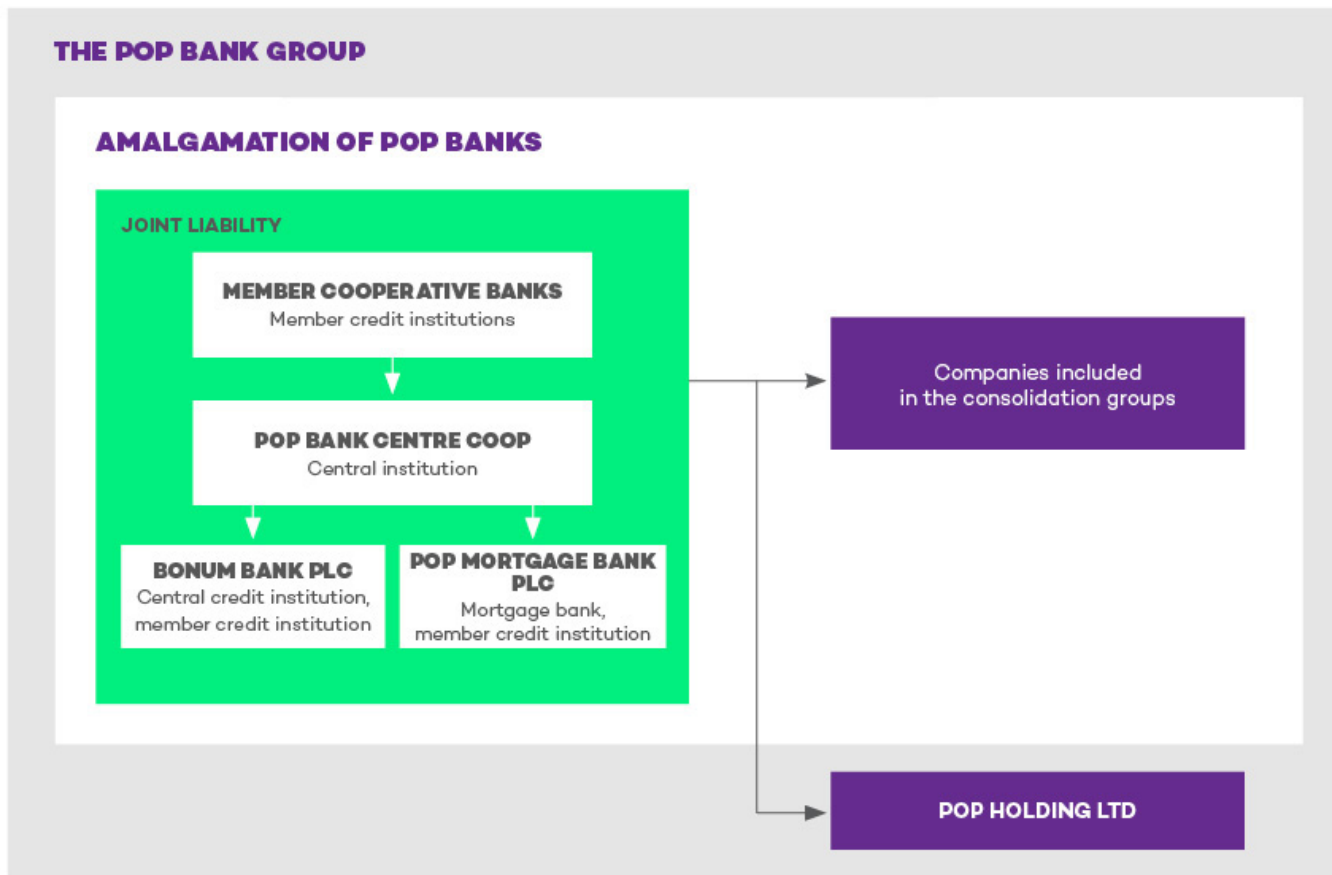 THE POP BANK GROUP
AMALGAMATION OF POP BANKS
JOINT LIABILITY
MEMBER COOPERATIVE BANKS
Member credit institutions
POP BANK CENTRE COOP
Central institution
BONUM BANK PLC
Central credit institution,
member credit institution
POP MORTGAGE BANK
PLC
Mortgage bank,
member credit institution
Companies included
in the consolidation groups
POP HOLDING LTD